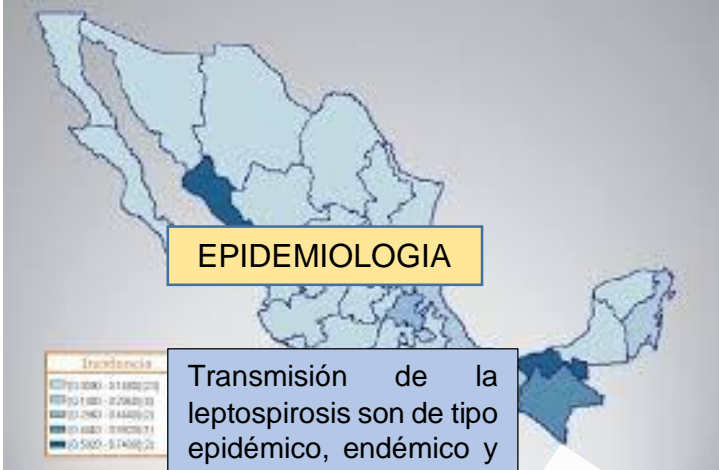 EPIDEMIOLOGIA
Incidencia
Transmisión de la
leptospirosis son de tipo
epidémico, endémico y